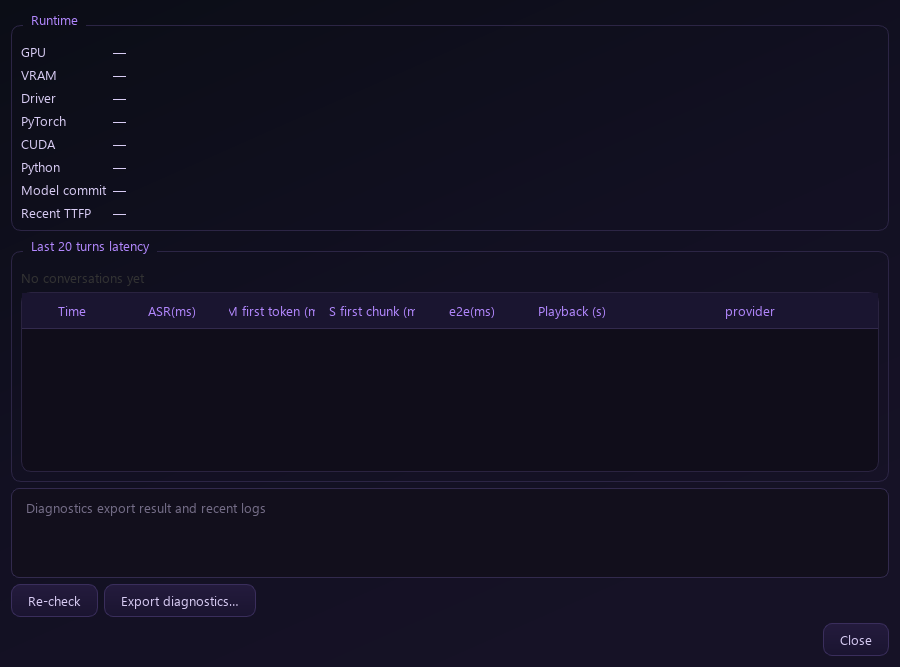 Runtime
GPU —
VRAM —
Driver —
PyTorch —
CUDA —
Python —
Model commit —
Recent TTFP —
Last 20 turns latency
No conversations yet
Time ASR(ms) first token S first chunk e2e(ms) Playback (s) provider
Diagnostics export result and recent logs
Re-check Export diagnostics...
Close